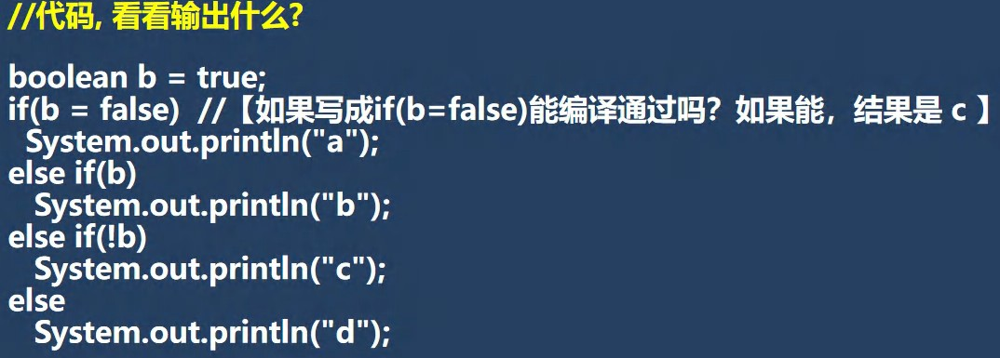 //代码, 看看输出什么?
boolean b = true;
if(b = false)  //【如果写成if(b=false)能编译通过吗？如果能，结果是 c 】
System.out.println("a");
else if(b)
System.out.println("b");
else if(!b)
System.out.println("c");
else
System.out.println("d");